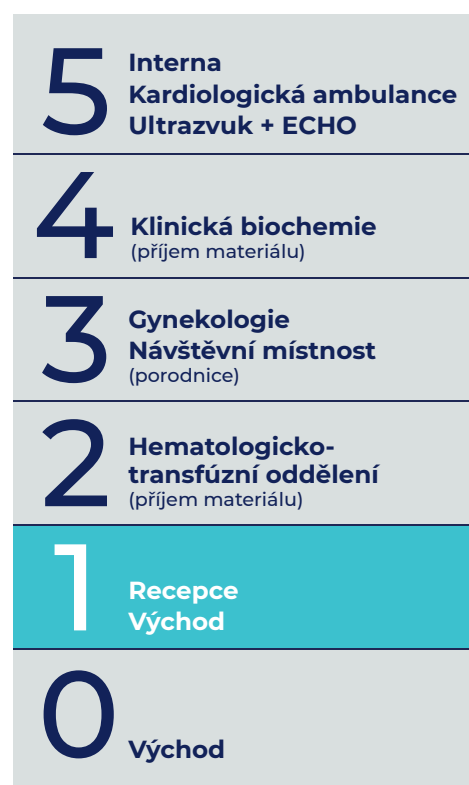 5
Interna
Kardiologická ambulance
Ultrazvuk + ECHO
4
Klinická biochemie
(příjem materiálu)
3
Gynekologie
Návštěvní místnost
(porodnice)
2
Hematologicko-
transfúzní oddělení
(příjem materiálu)
1
Recepce
Východ
0
Východ